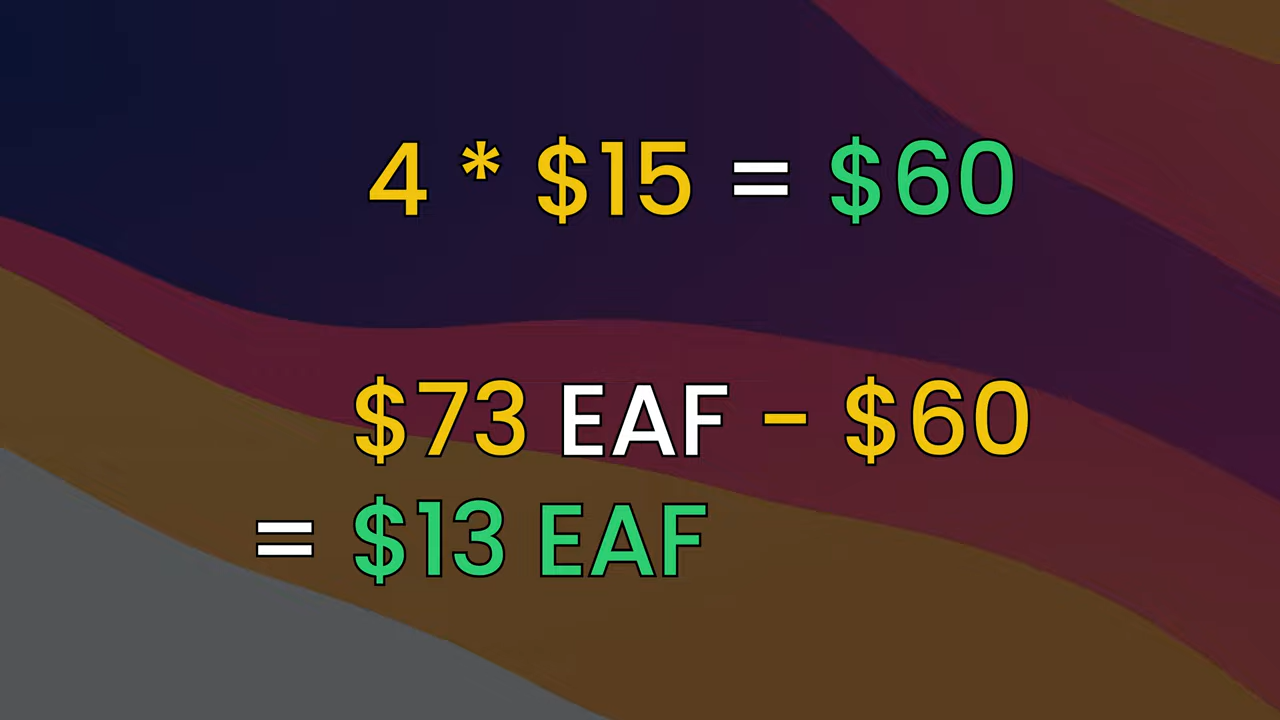 4 * $15 = $60
$73 EAF - $60
= $13 EAF